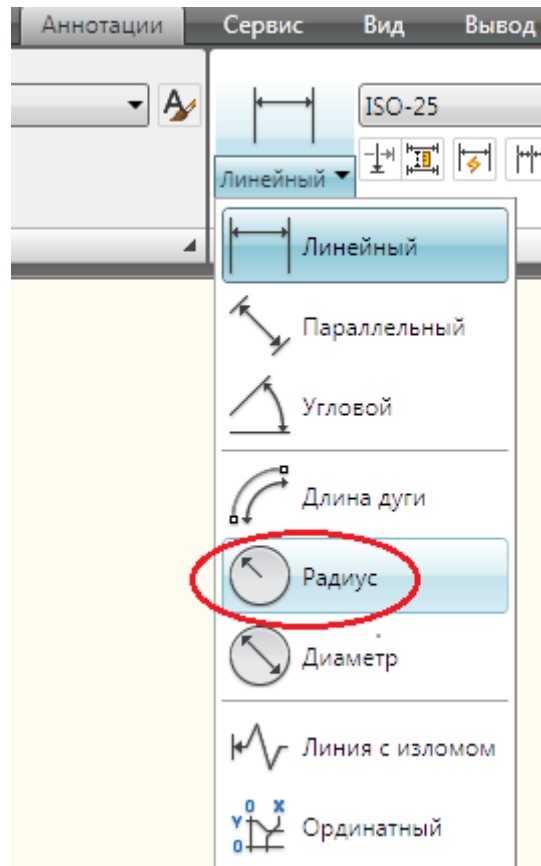 Аннотации Сервис Вид Вывод
ISO-25
Линейный
Линейный
Параллельный
Угловой
Длина дуги
Радиус
Диаметр
Линия с изломом
O X
Y
O
Ординатный